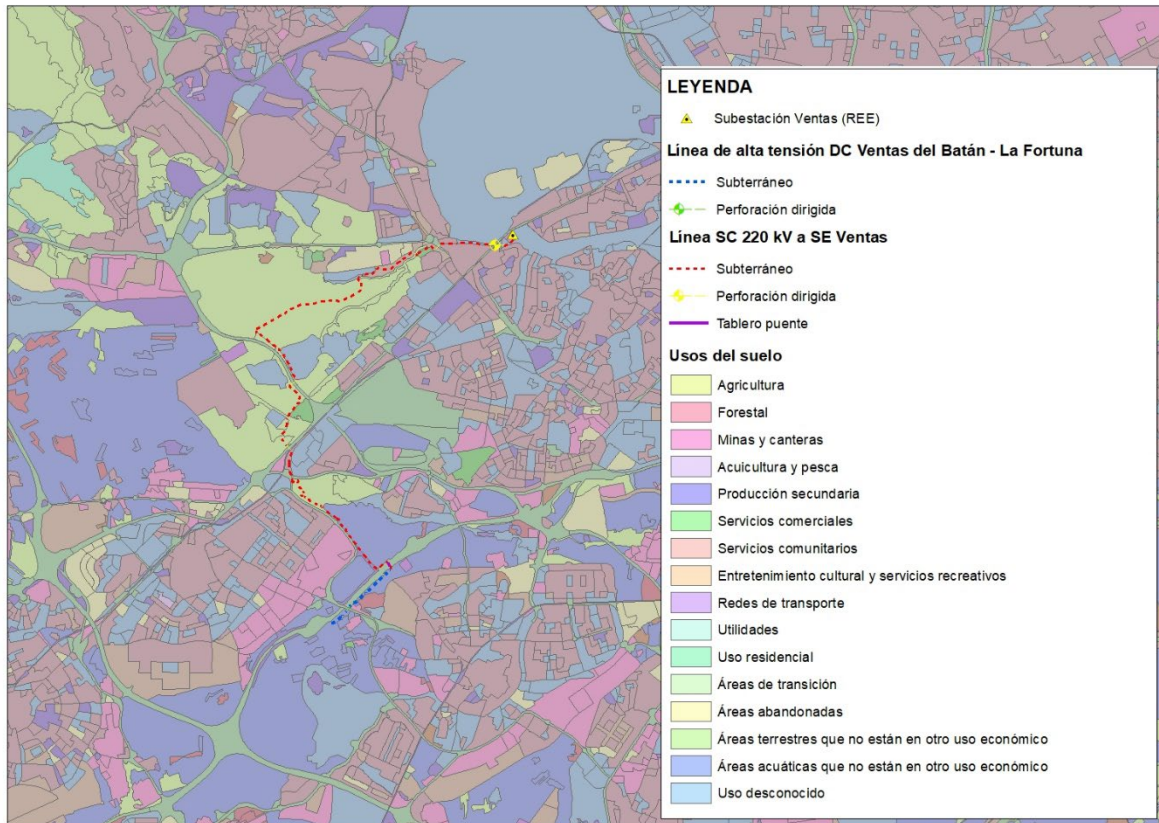 LEYENDA
Subestación Ventas (REE)
Línea de alta tensión DC Ventas del Batán - La Fortuna
Subterráneo
Perforación dirigida
Línea SC 220 kV a SE Ventas
Subterráneo
Perforación dirigida
Tablero puente
Usos del suelo
Agricultura
Forestal
Minas y canteras
Acuicultura y pesca
Producción secundaria
Servicios comerciales
Servicios comunitarios
Entretenimiento cultural y servicios recreativos
Redes de transporte
Utilidades
Uso residencial
Áreas de transición
Áreas abandonadas
Áreas terrestres que no están en otro uso económico
Áreas acuáticas que no están en otro uso económico
Uso desconocido